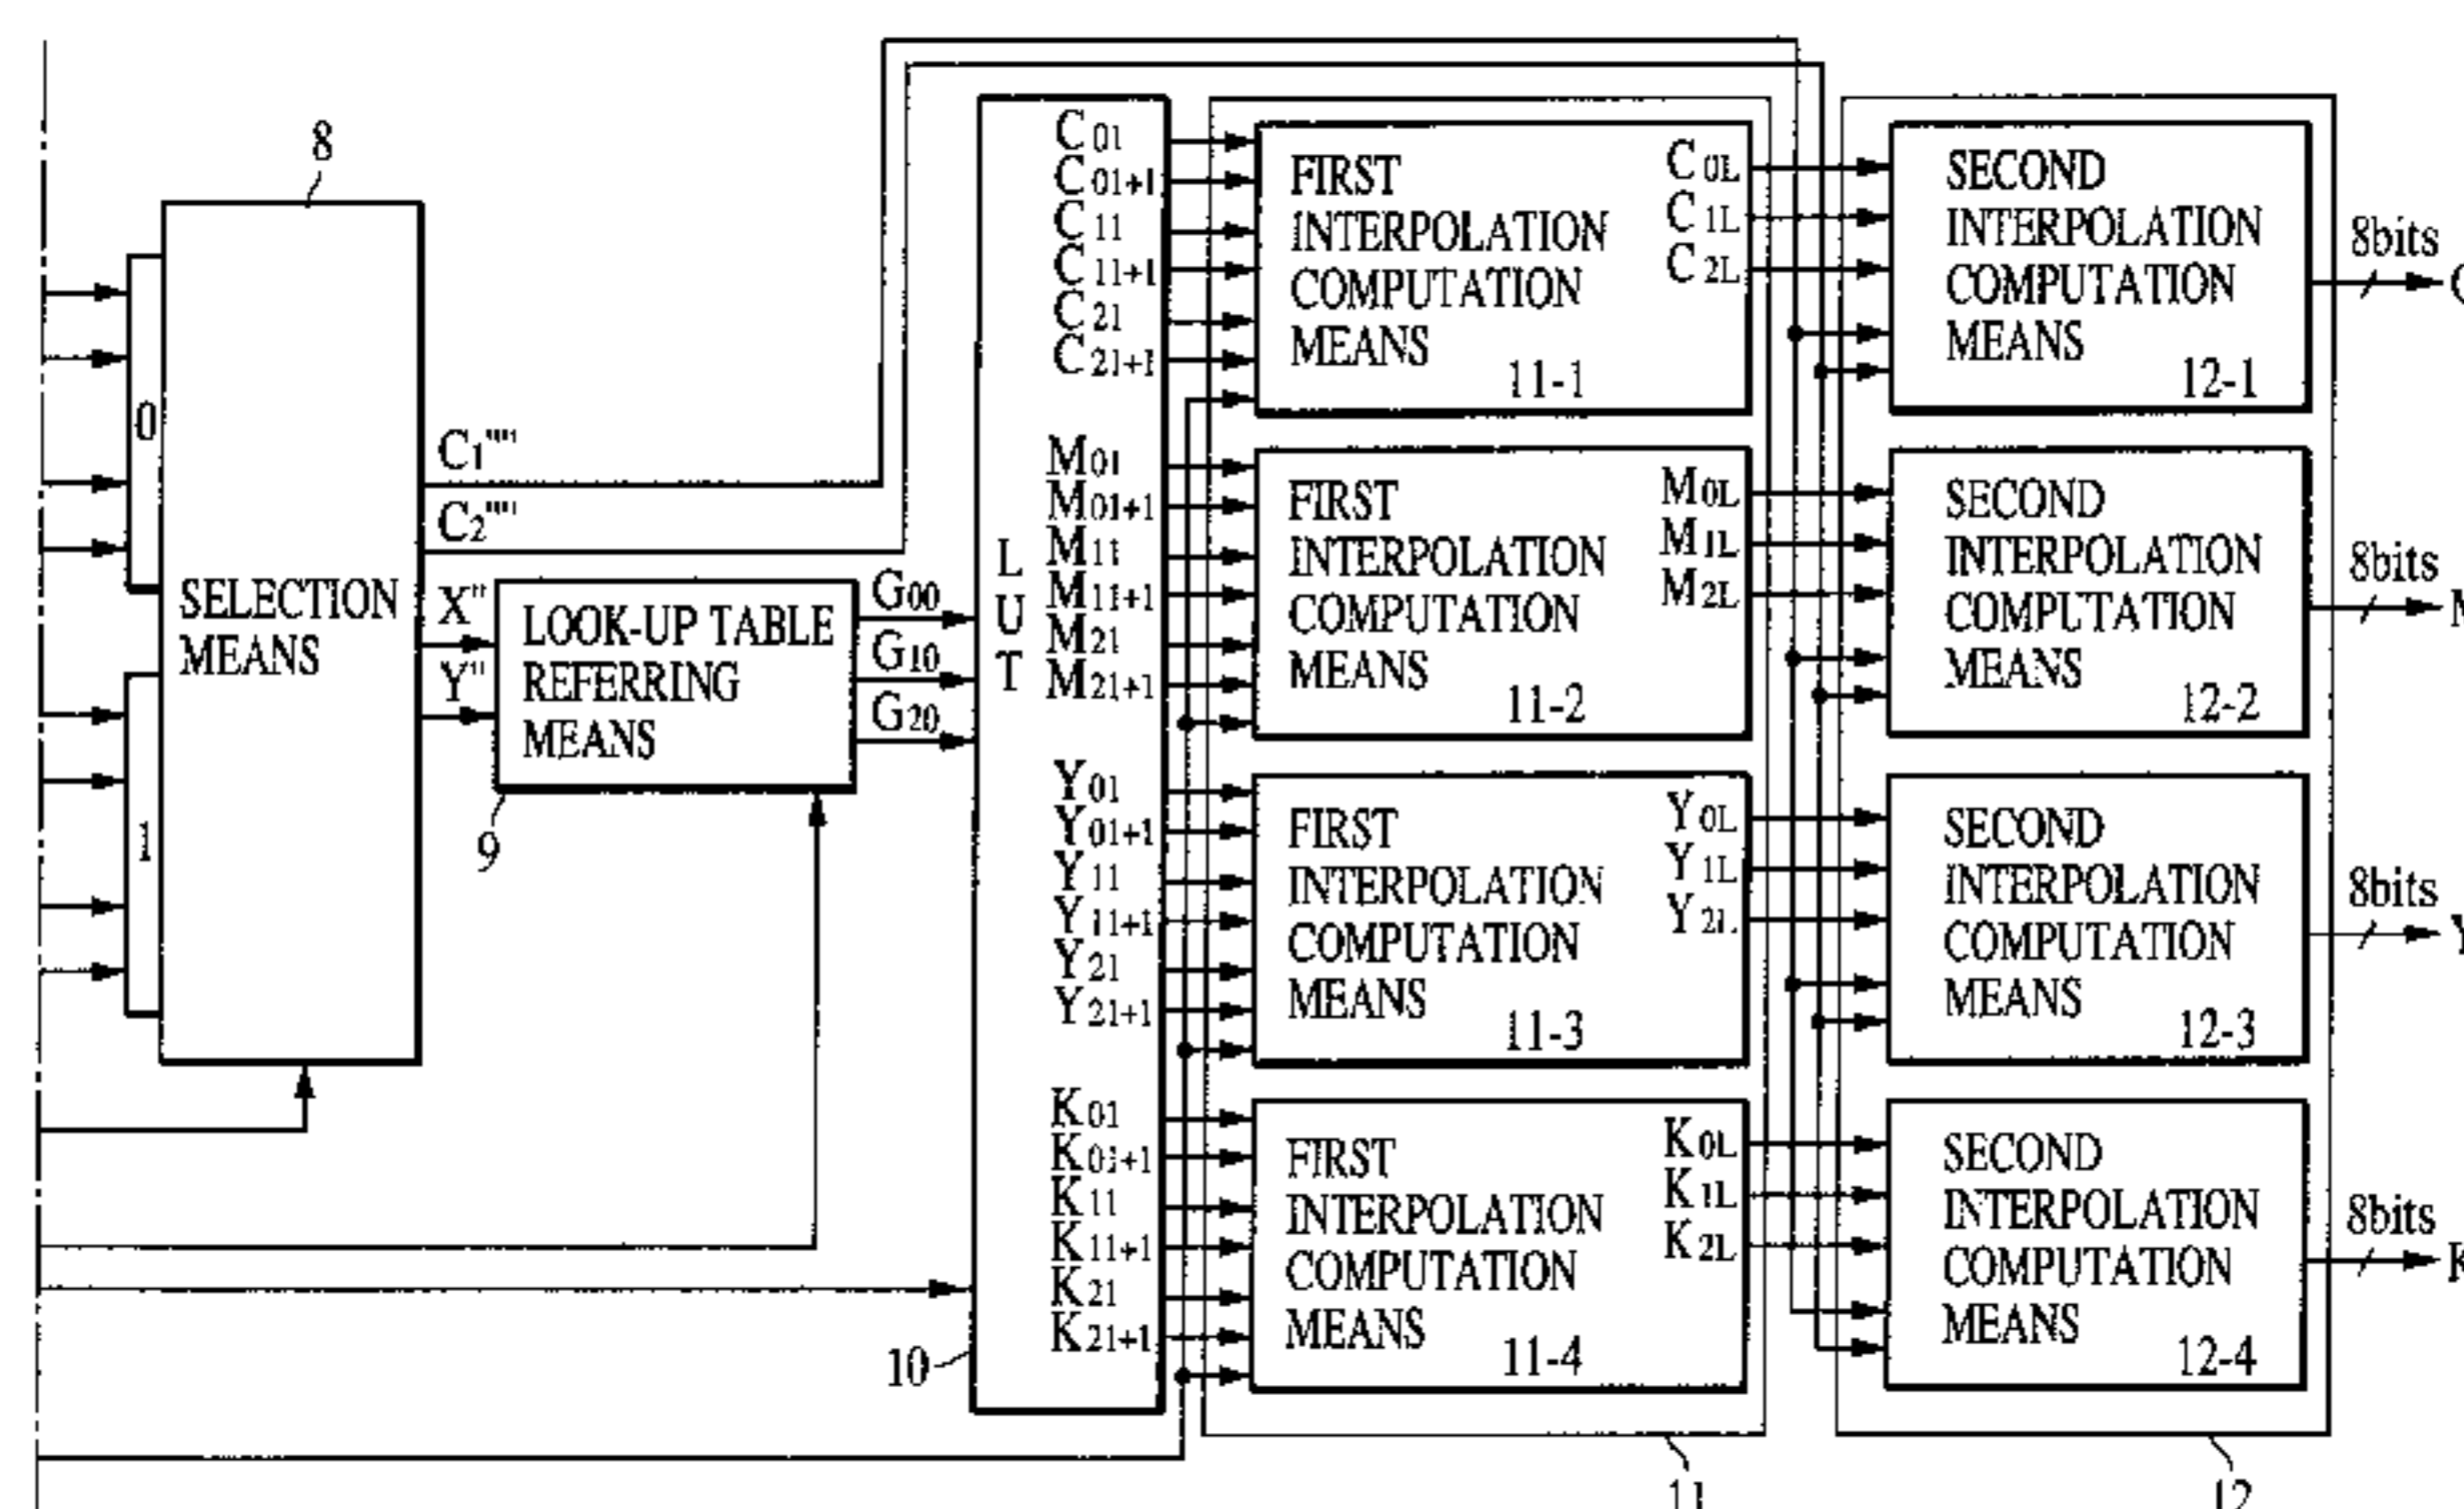 8
0
1
SELECTION
MEANS
C1""
C2""
X"
Y"
LOOK-UP TABLE
REFERRING
MEANS
9
G00
G10
G20
L
U
T
10
C01
C01+1
C11
C11+1
C21
C21+1
M01
M01+1
M11
M11+1
M21
M21+1
Y01
Y01+1
Y11
Y11+1
Y21
Y21+1
K01
K01+1
K11
K11+1
K21
K21+1
FIRST
INTERPOLATION
COMPUTATION
MEANS
11-1
C0L
C1L
C2L
FIRST
INTERPOLATION
COMPUTATION
MEANS
11-2
M0L
M1L
M2L
FIRST
INTERPOLATION
COMPUTATION
MEANS
11-3
Y0L
Y1L
Y2L
FIRST
INTERPOLATION
COMPUTATION
MEANS
11-4
K0L
K1L
K2L
11
SECOND
INTERPOLATION
COMPUTATION
MEANS
12-1
8bits
SECOND
INTERPOLATION
COMPUTATION
MEANS
12-2
8bits
M
SECOND
INTERPOLATION
COMPUTATION
MEANS
12-3
8bits
Y
SECOND
INTERPOLATION
COMPUTATION
MEANS
12-4
8bits
K
12